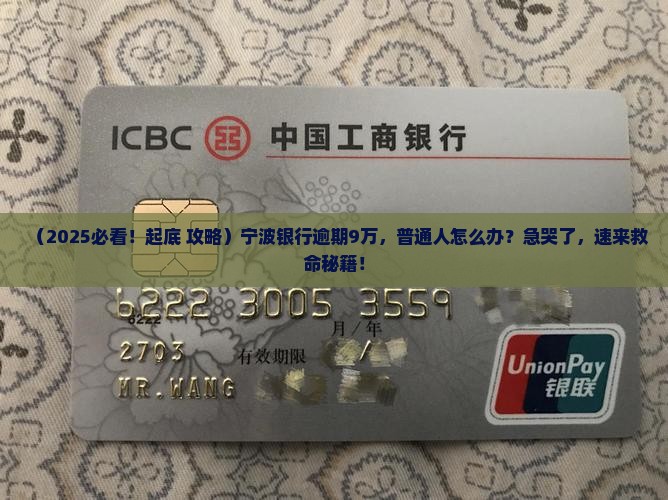 ICBC 中国工商银行
（2025必看！起底 攻略）宁波银行逾期9万，普通人怎么办？急哭了，速来救
命秘籍！
6222 3005 3559
6222
月/年
2703 有效期限 /
MR.WANG
UnionPay
银联